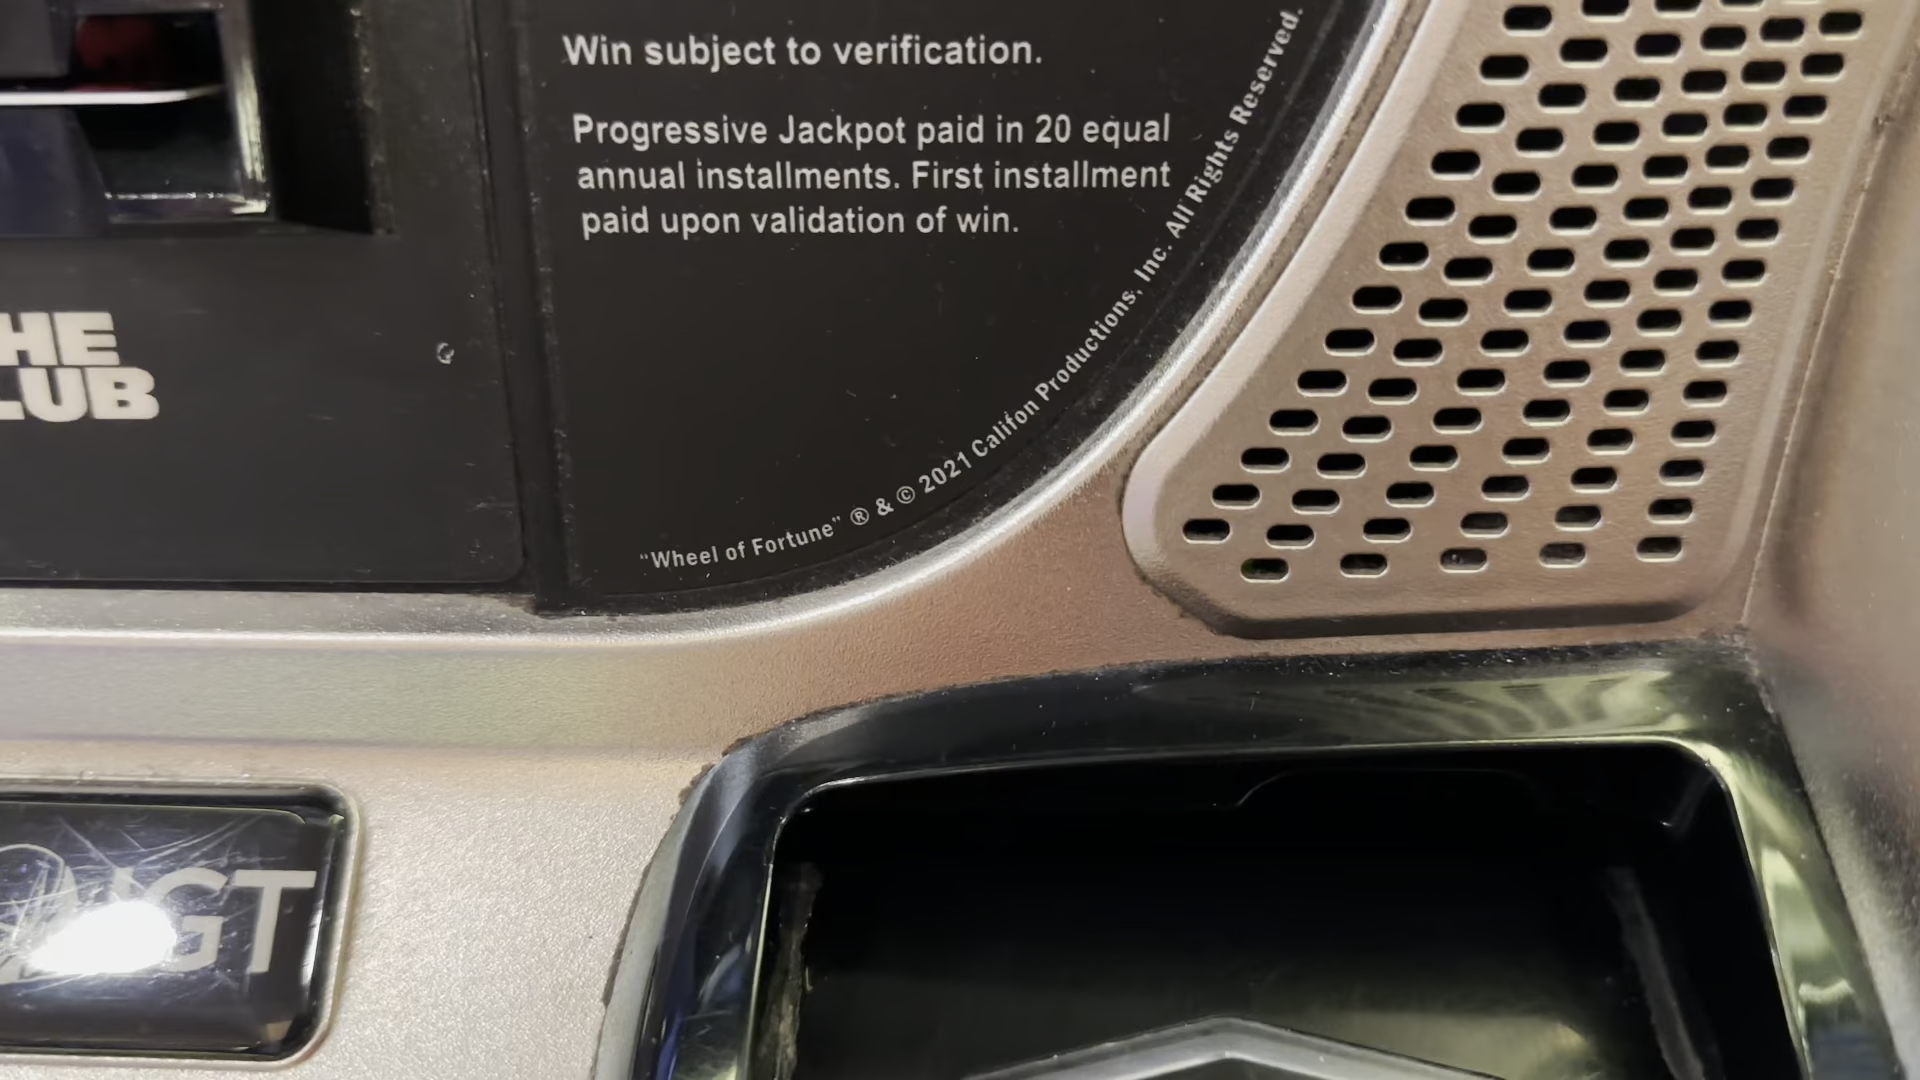 Win subject to verification.
Progressive Jackpot paid in 20 equal
annual installments. First installment
paid upon validation of win.
"Wheel of Fortune" ® & © 2021 Califon Productions, Inc. All Rights Reserved.
HE
LUB
IGT